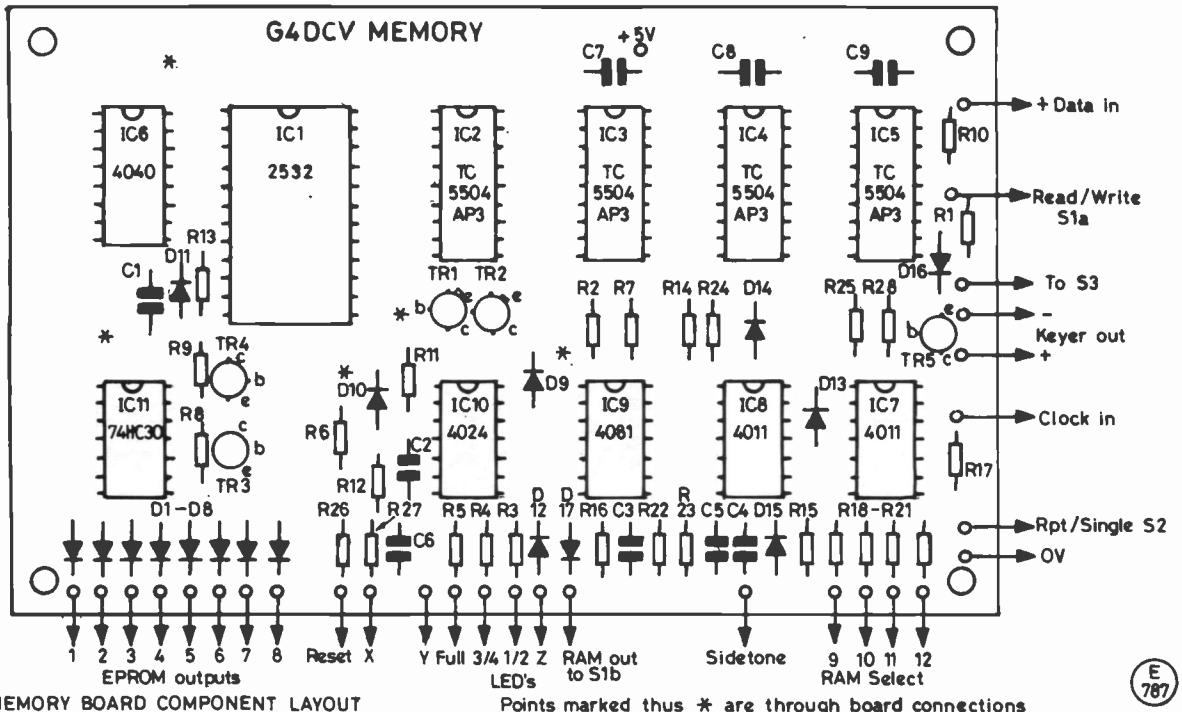 G4DCV MEMORY
C7 +5V C8 C9
*
+ Data in
IC6 IC1 IC2 IC3 IC4 IC5
R10
4040 2532 TC TC TC TC
5504 5504 5504 5504
AP3 AP3 AP3 AP3
Read/Write
S1a
R1
R13
D11
C1
D16
TR1 TR2
To S3
R2 R7 R14 R24 D14 R25 R28
b e e
c c
*
-
e
b
Keyer out
TR5 c +
*
TR4
c
b
e
R9
R11
*
D10
*
D9
D13
IC11 IC10 IC9 IC8 IC7
74HC30 4024 4081 4011 4011
Clock in
R8
c
b
e
TR3
R6
C2
R17
R12
D1-D8
R26 R27 C6 R5 R4 R3 D12 D17 R16 C3 R22 R23 C5 C4 D15 R15 R18-R21
Rpt/Single S2
0V
1 2 3 4 5 6 7 8 Reset X Y Full 3/4 1/2 Z RAM out Sidetone 9 10 11 12
EPROM outputs LED's to S1b RAM Select
MEMORY BOARD COMPONENT LAYOUT Points marked thus * are through board connections
E
787